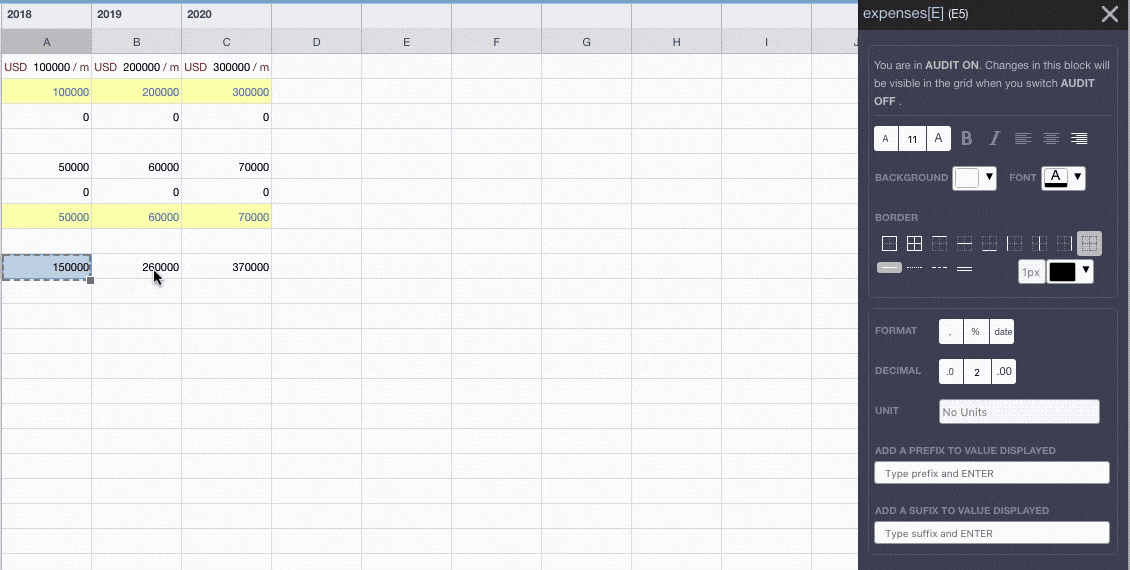 2018 2019 2020
A B C D E F G H I J
USD 100000 / m USD 200000 / m USD 300000 / m
100000 200000 300000
0 0 0
50000 60000 70000
0 0 0
50000 60000 70000
150000 260000 370000
expenses[E] (E5)
You are in AUDIT ON. Changes in this block will
be visible in the grid when you switch AUDIT
OFF .
A 11 A B I
BACKGROUND FONT A
BORDER
1px
FORMAT , % date
DECIMAL .0 2 .00
UNIT No Units
ADD A PREFIX TO VALUE DISPLAYED
Type prefix and ENTER
ADD A SUFIX TO VALUE DISPLAYED
Type suffix and ENTER